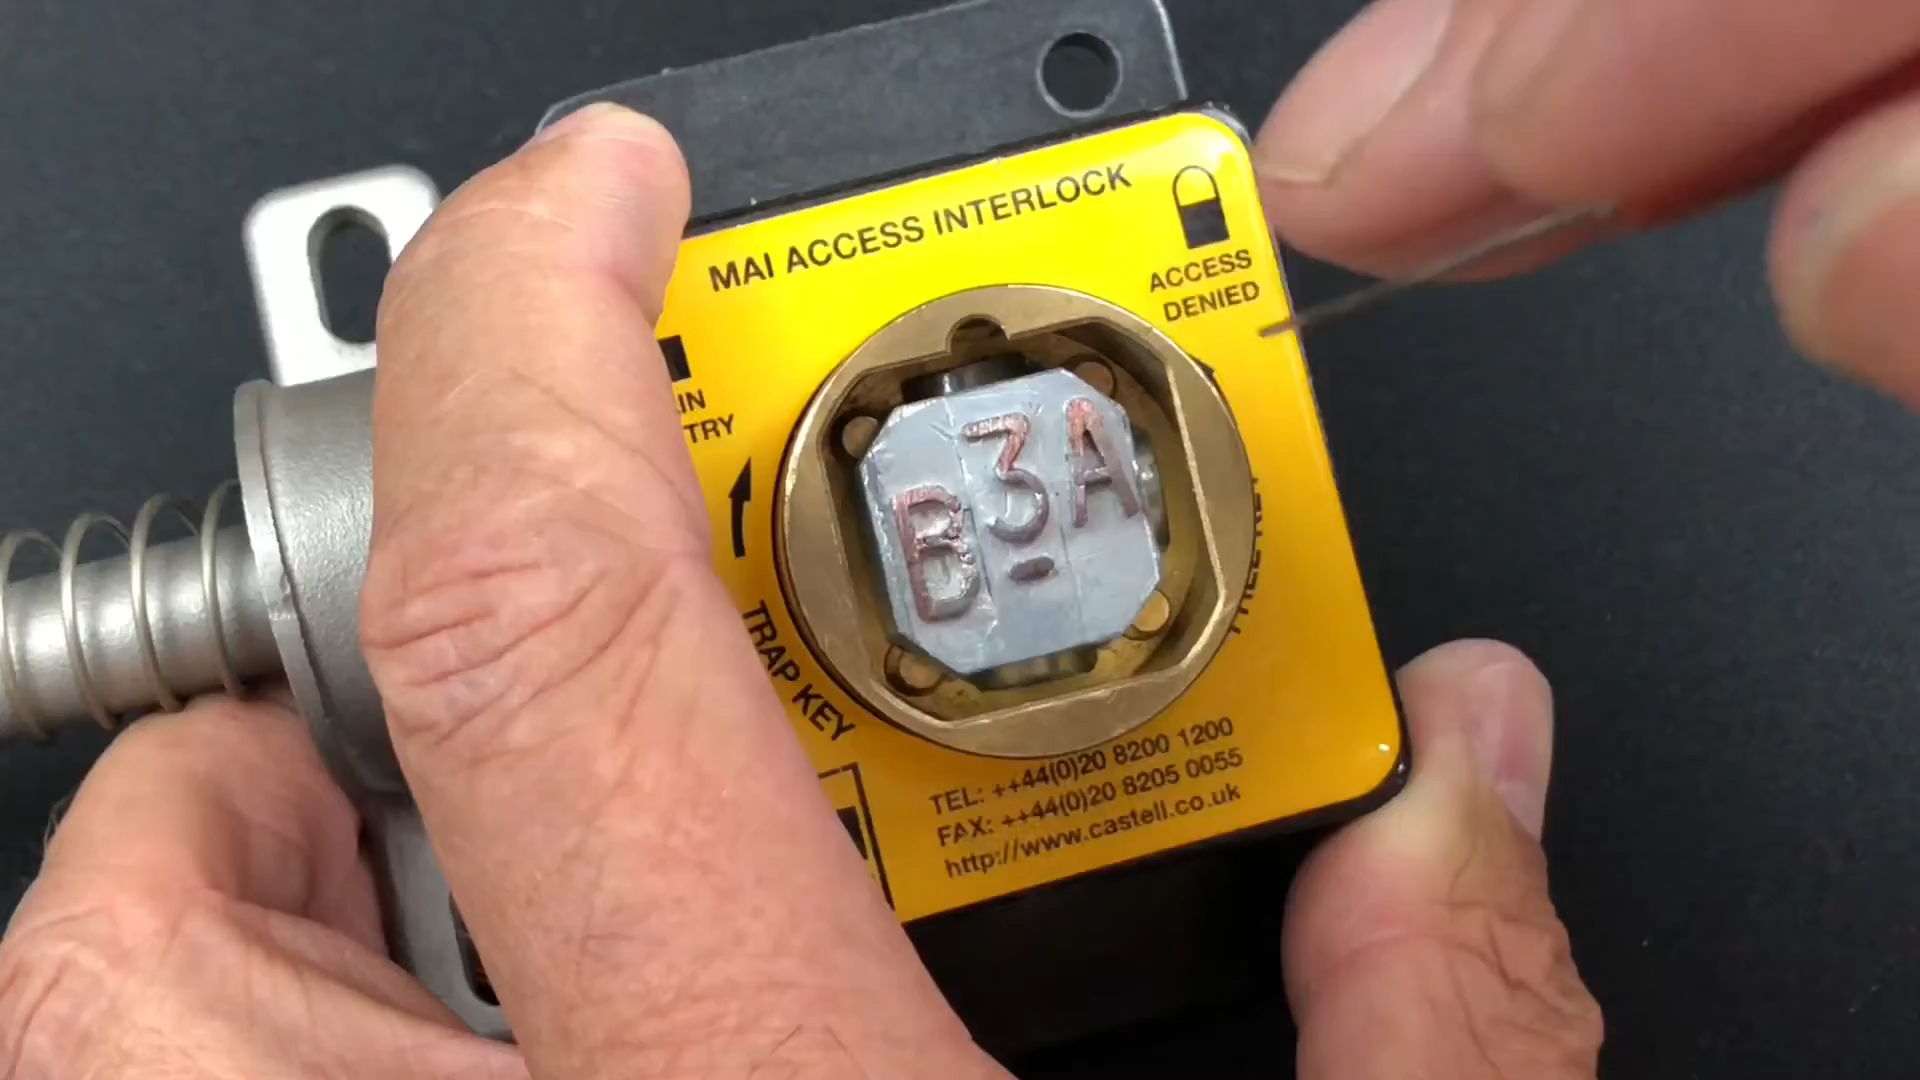 MAI ACCESS INTERLOCK
ACCESS
DENIED
TRAP KEY
B3A
TEL: ++44(0)20 8200 1200
FAX: ++44(0)20 8205 0055
http://www.castell.co.uk